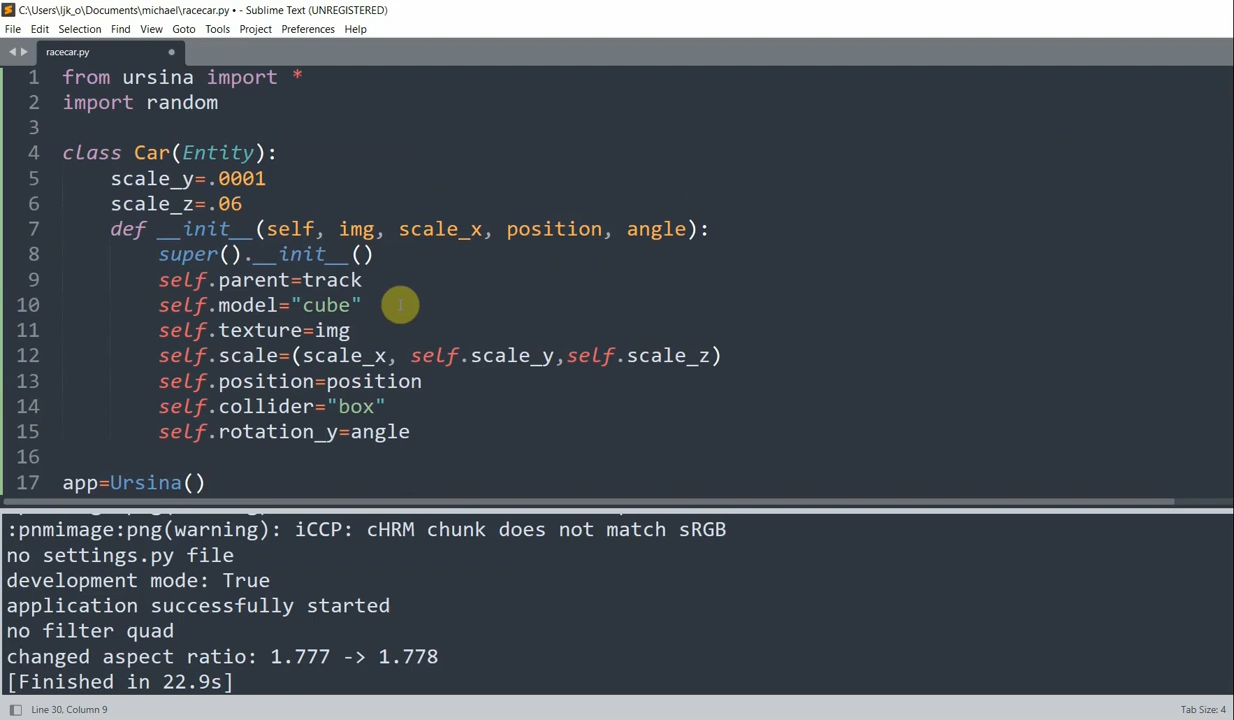 C:\Users\ljk_o\Documents\michael\racecar.py • - Sublime Text (UNREGISTERED)
File Edit Selection Find View Goto Tools Project Preferences Help
racecar.py
1 from ursina import *
2 import random
3
4 class Car(Entity):
5 scale_y=.0001
6 scale_z=.06
7 def __init__(self, img, scale_x, position, angle):
8 super().__init__()
9 self.parent=track
10 self.model="cube"
11 self.texture=img
12 self.scale=(scale_x, self.scale_y,self.scale_z)
13 self.position=position
14 self.collider="box"
15 self.rotation_y=angle
16
17 app=Ursina()
:pnmimage:png(warning): iCCP: cHRM chunk does not match sRGB
no settings.py file
development mode: True
application successfully started
no filter quad
changed aspect ratio: 1.777 -> 1.778
[Finished in 22.9s]
Line 30, Column 9
Tab Size: 4